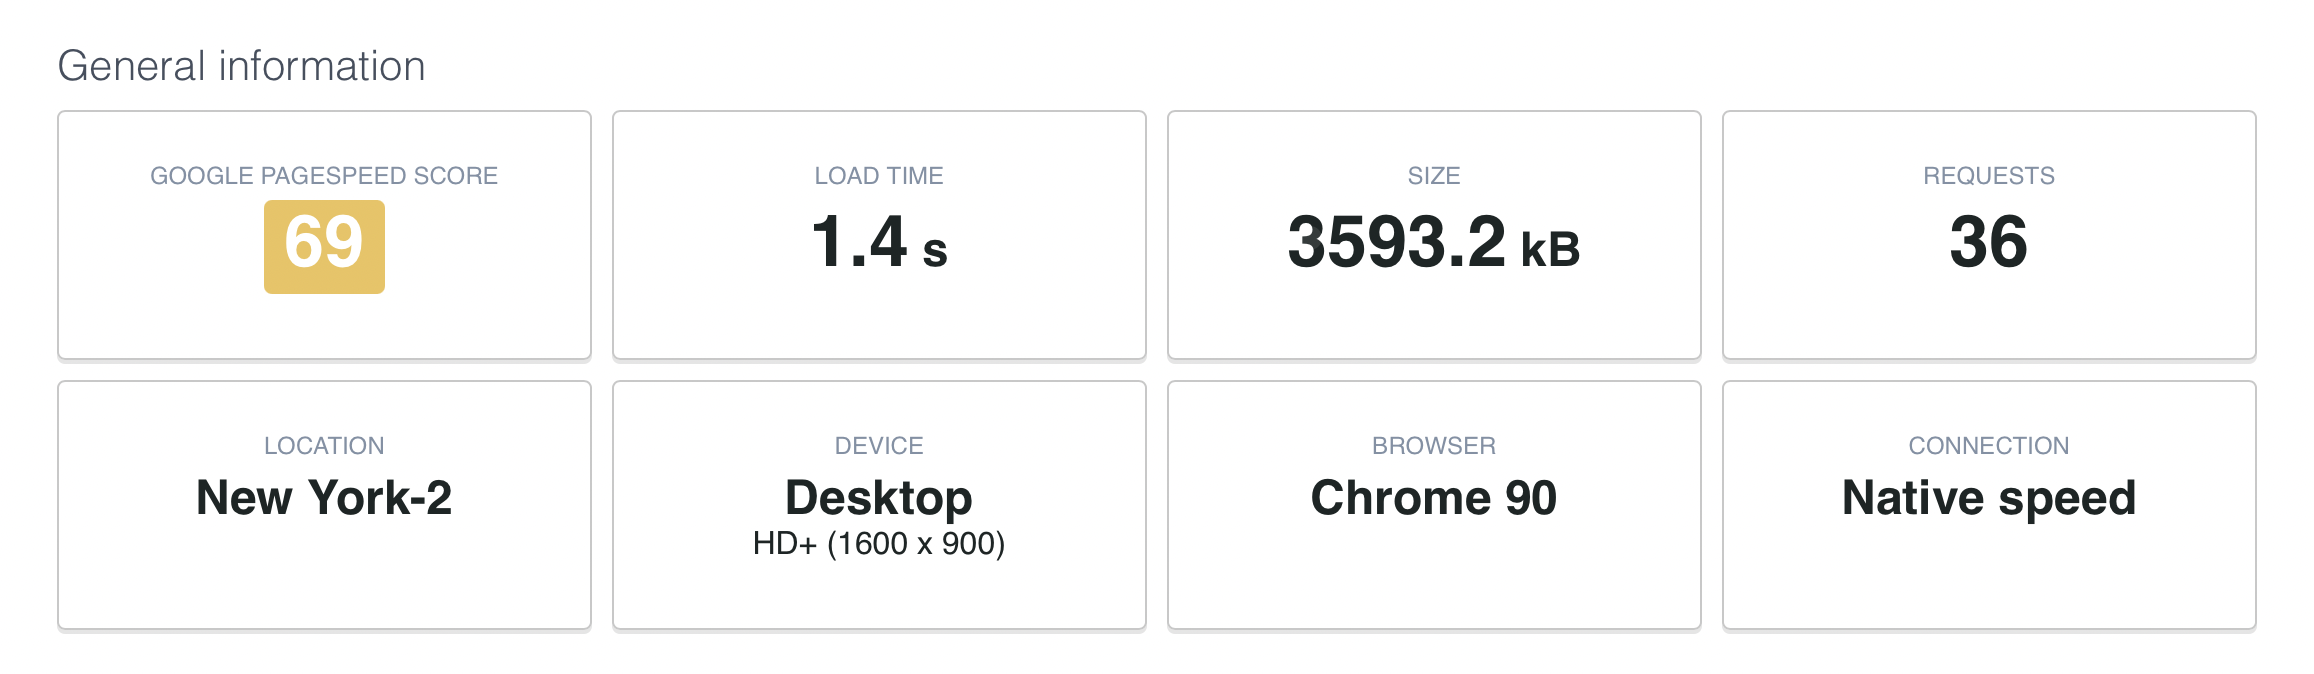 General information
GOOGLE PAGESPEED SCORE
69
LOAD TIME
1.4 s
SIZE
3593.2 kB
REQUESTS
36
LOCATION
New York-2
DEVICE
Desktop
HD+ (1600 x 900)
BROWSER
Chrome 90
CONNECTION
Native speed